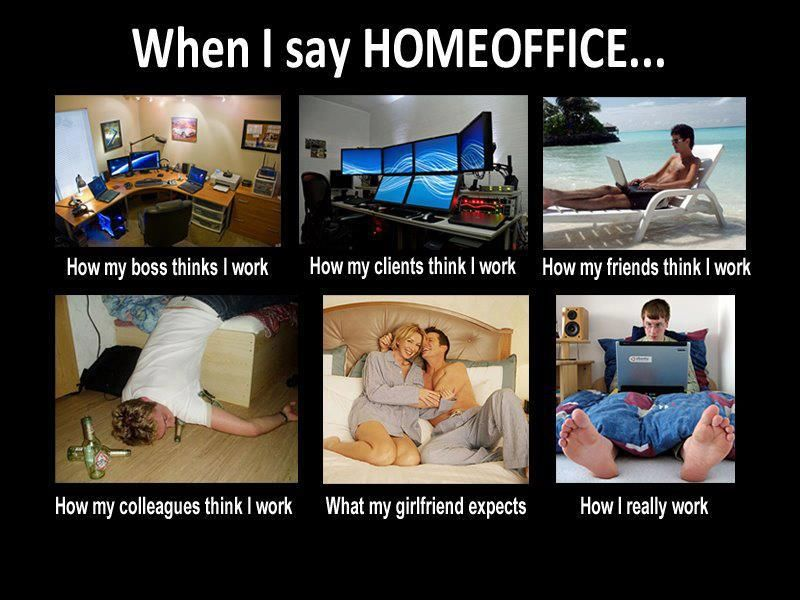 When I say HOMEOFFICE...
How my boss thinks I work
How my clients think I work
How my friends think I work
How my colleagues think I work
What my girlfriend expects
How I really work